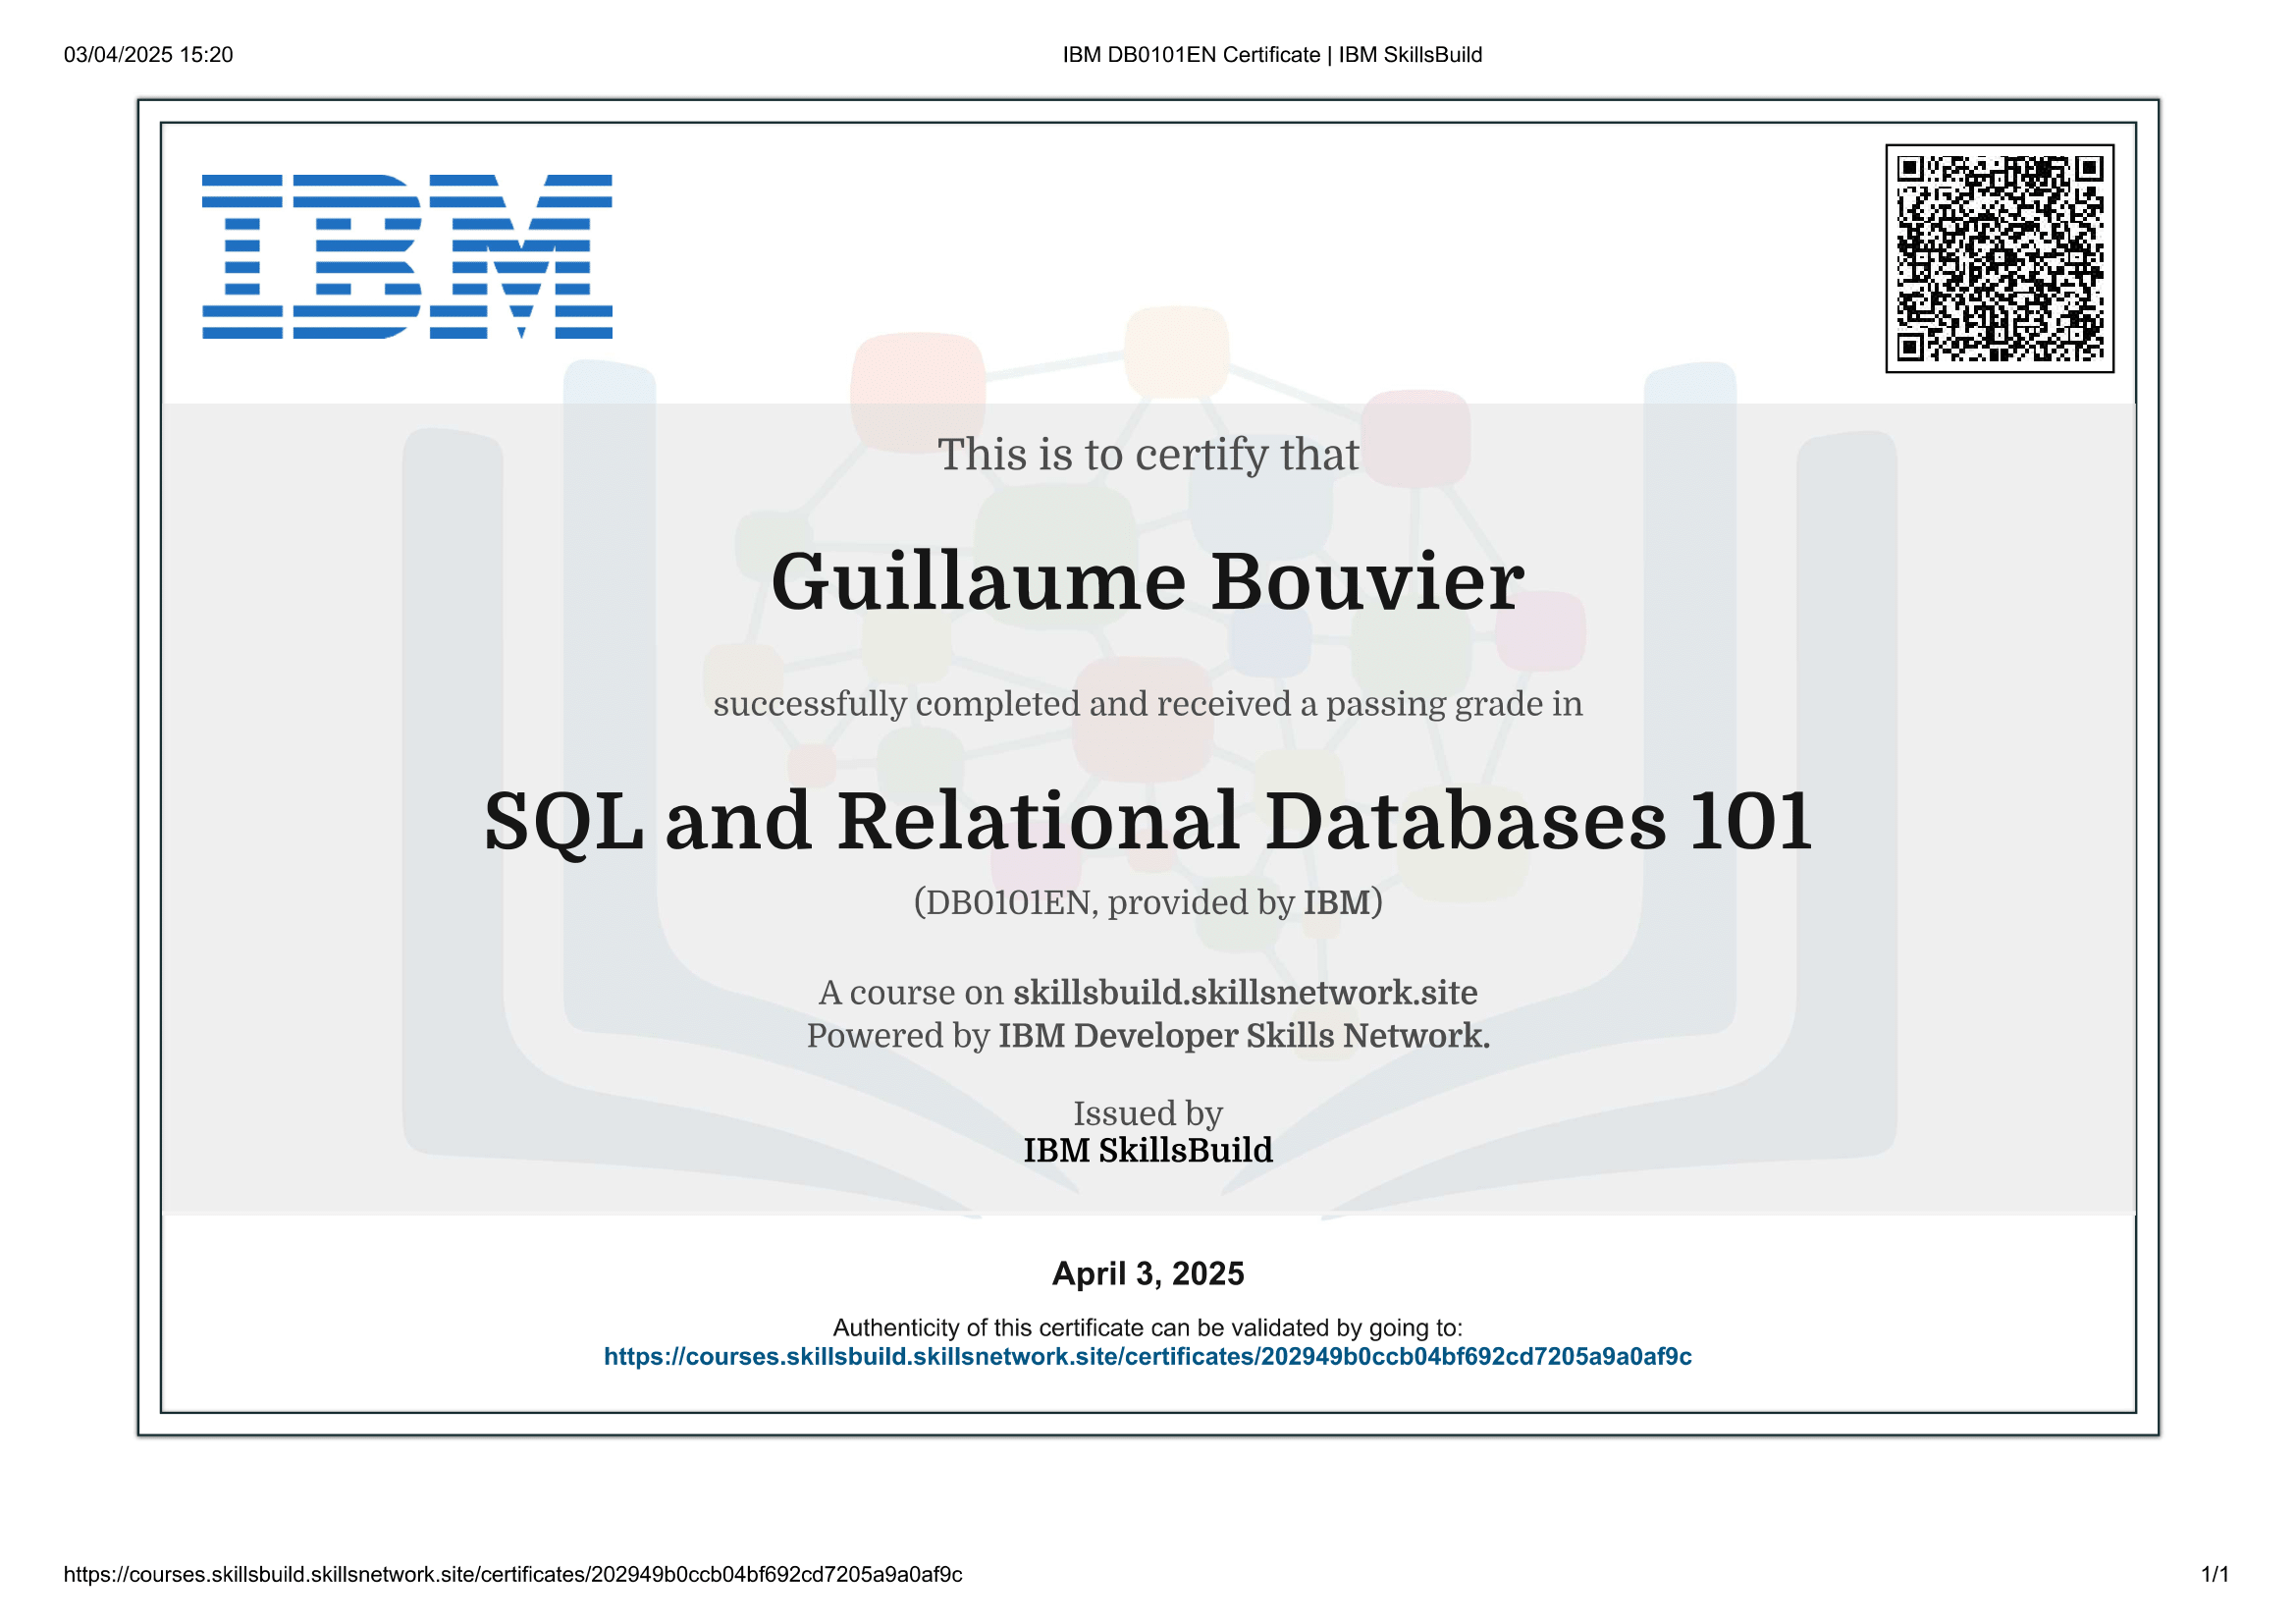 03/04/2025 15:20
IBM DB0101EN Certificate | IBM SkillsBuild
IBM
This is to certify that
Guillaume Bouvier
successfully completed and received a passing grade in
SQL and Relational Databases 101
(DB0101EN, provided by IBM)
A course on skillsbuild.skillsnetwork.site
Powered by IBM Developer Skills Network.
Issued by
IBM SkillsBuild
April 3, 2025
Authenticity of this certificate can be validated by going to:
https://courses.skillsbuild.skillsnetwork.site/certificates/202949b0ccb04bf692cd7205a9a0af9c
https://courses.skillsbuild.skillsnetwork.site/certificates/202949b0ccb04bf692cd7205a9a0af9c
1/1